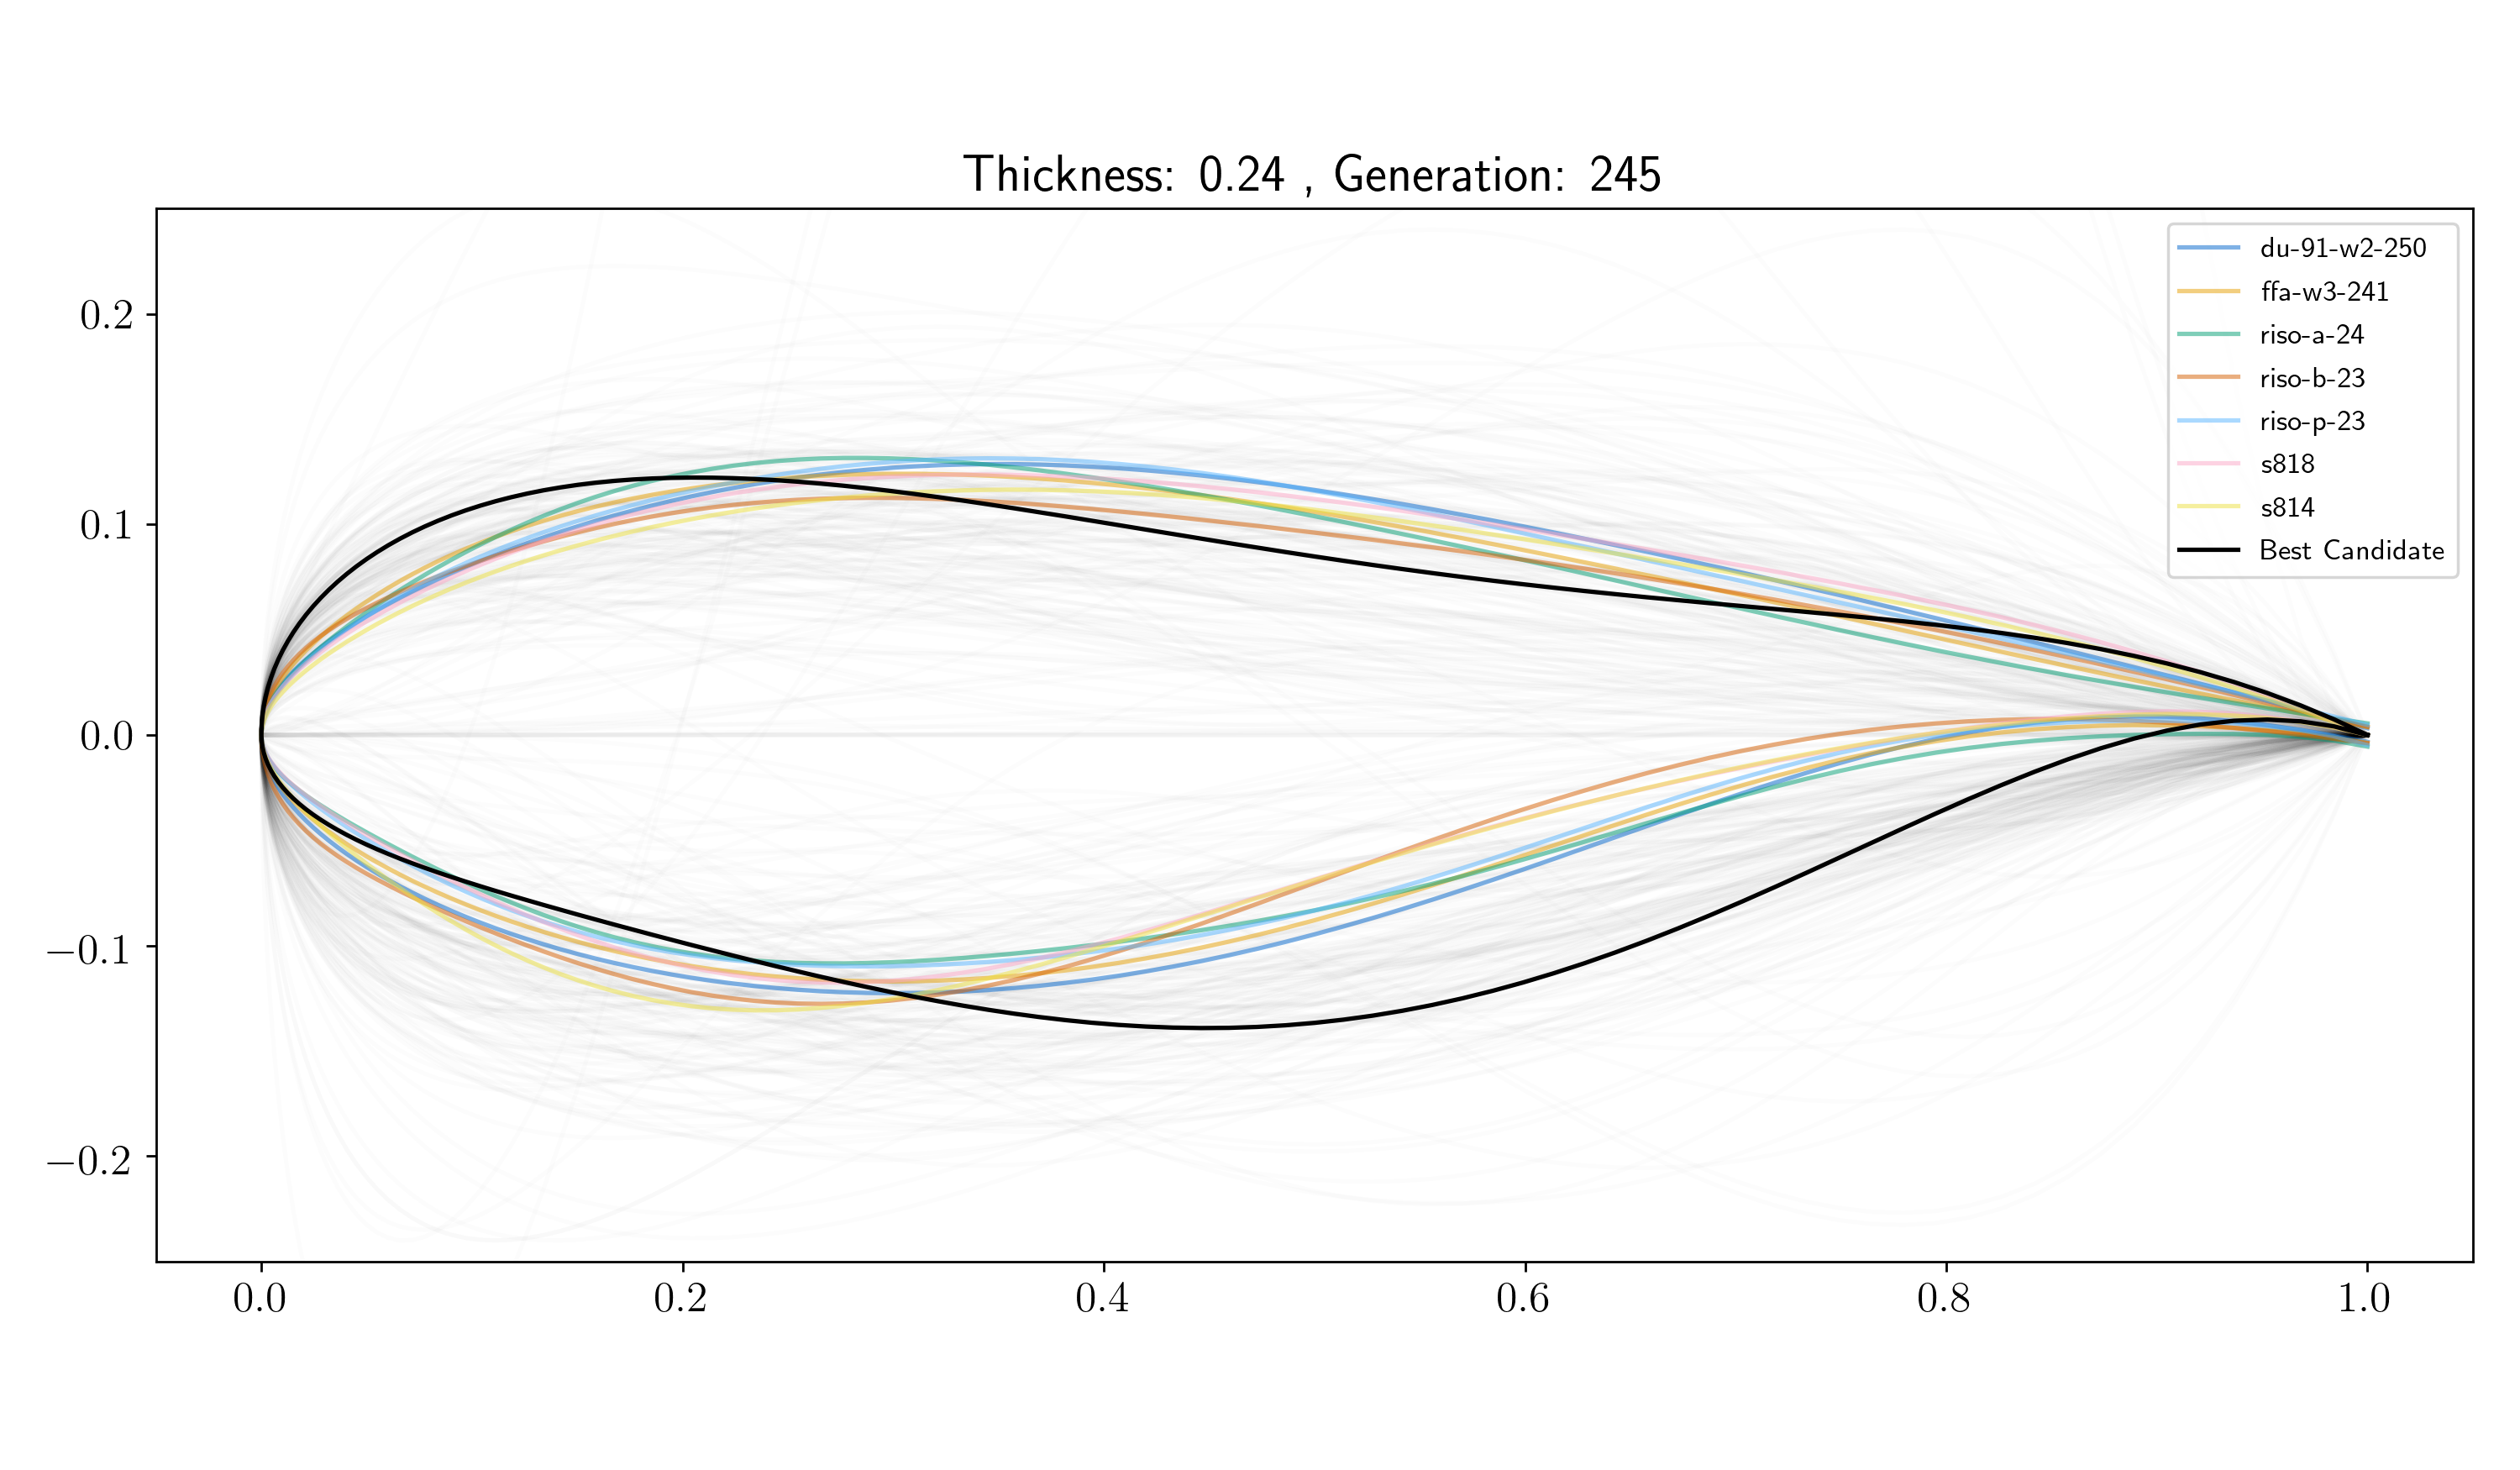 Thickness: 0.24 , Generation: 245
du-91-w2-250
ffa-w3-241
riso-a-24
riso-b-23
riso-p-23
s818
s814
Best Candidate
0.2
0.1
0.0
−0.1
−0.2
0.0 0.2 0.4 0.6 0.8 1.0